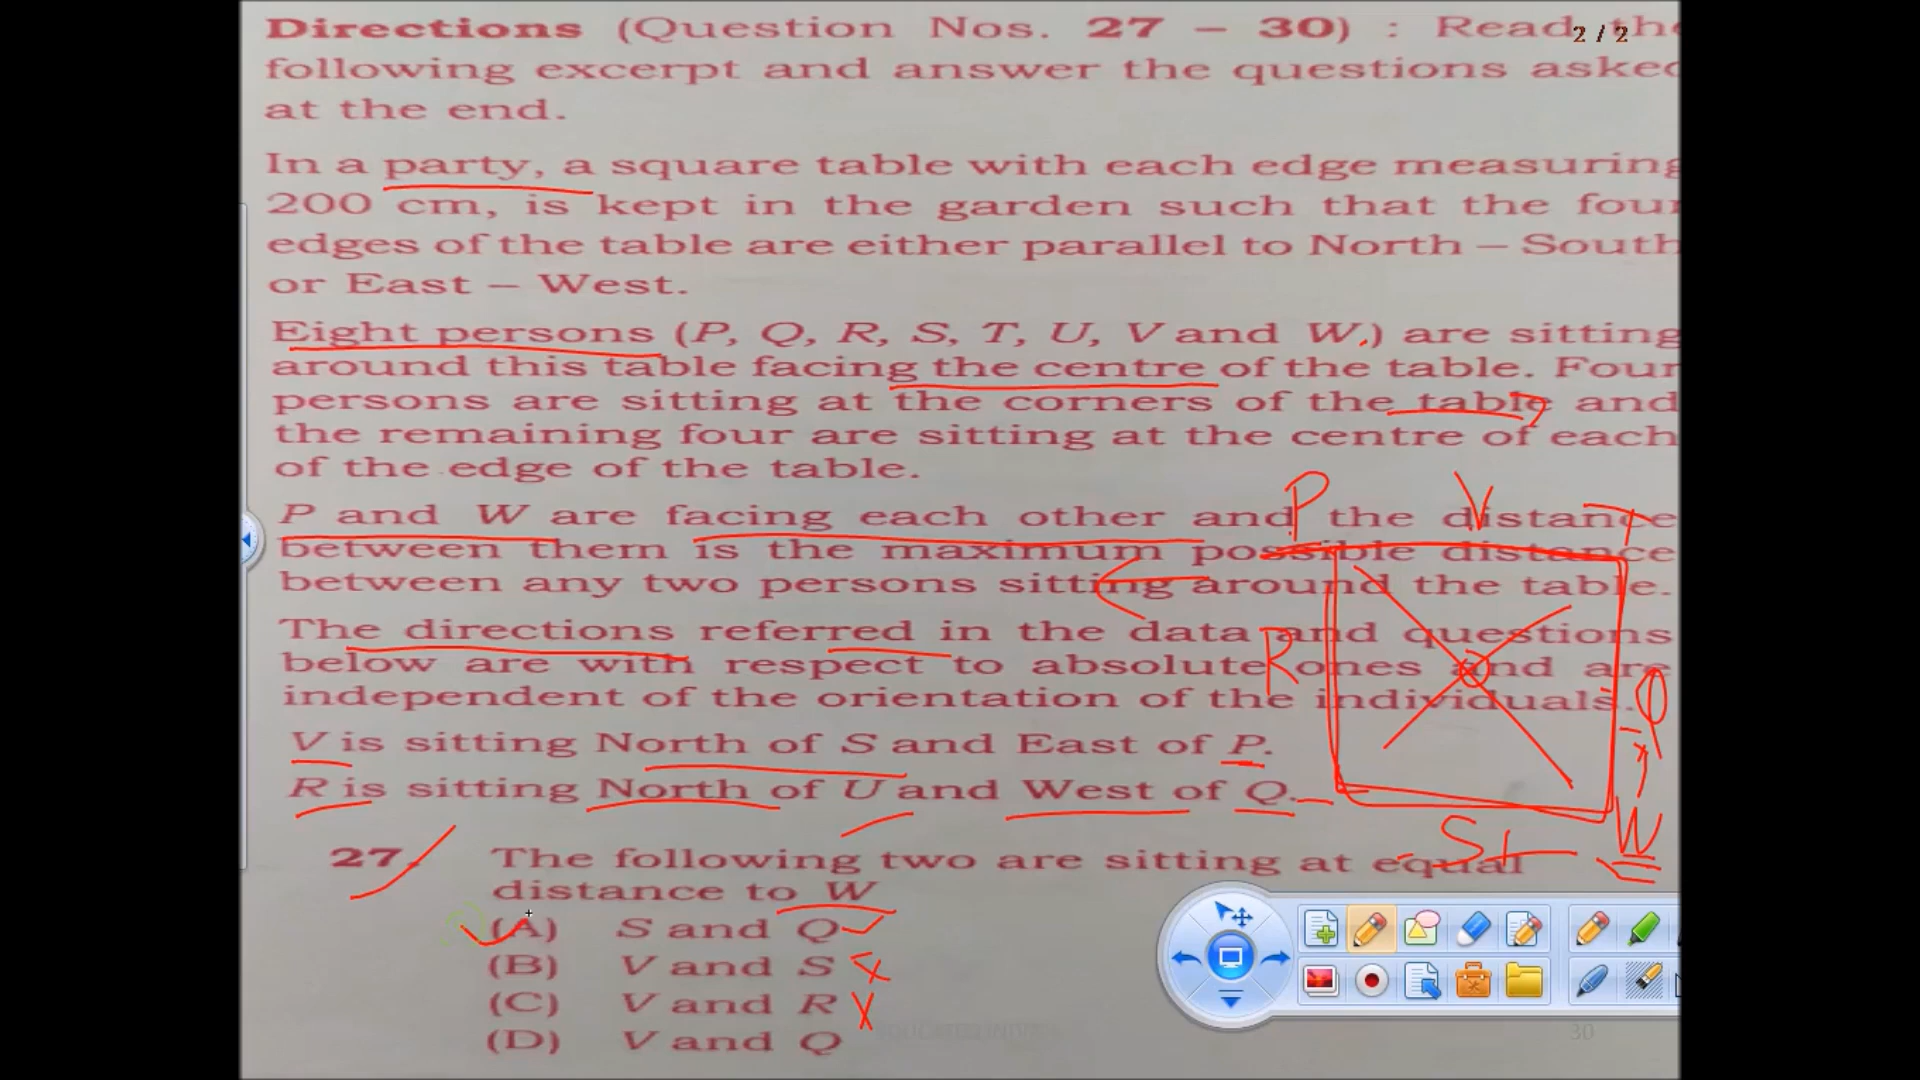 Directions (Question Nos. 27 – 30) : Read the
2 / 2
following excerpt and answer the questions asked
at the end.
In a party, a square table with each edge measuring
200 cm, is kept in the garden such that the four
edges of the table are either parallel to North – South
or East – West.
Eight persons (P, Q, R, S, T, U, V and W.) are sitting
around this table facing the centre of the table. Four
persons are sitting at the corners of the table and
the remaining four are sitting at the centre of each
of the edge of the table.
P and W are facing each other and the distance
between them is the maximum possible distance
between any two persons sitting around the table.
The directions referred in the data and questions
below are with respect to absolute ones and are
independent of the orientation of the individuals.
V is sitting North of S and East of P.
R is sitting North of U and West of Q.
P V T
R
Q
W
S
27. The following two are sitting at equal
distance to W
(A) S and Q
(B) V and S
(C) V and R
(D) V and Q
30